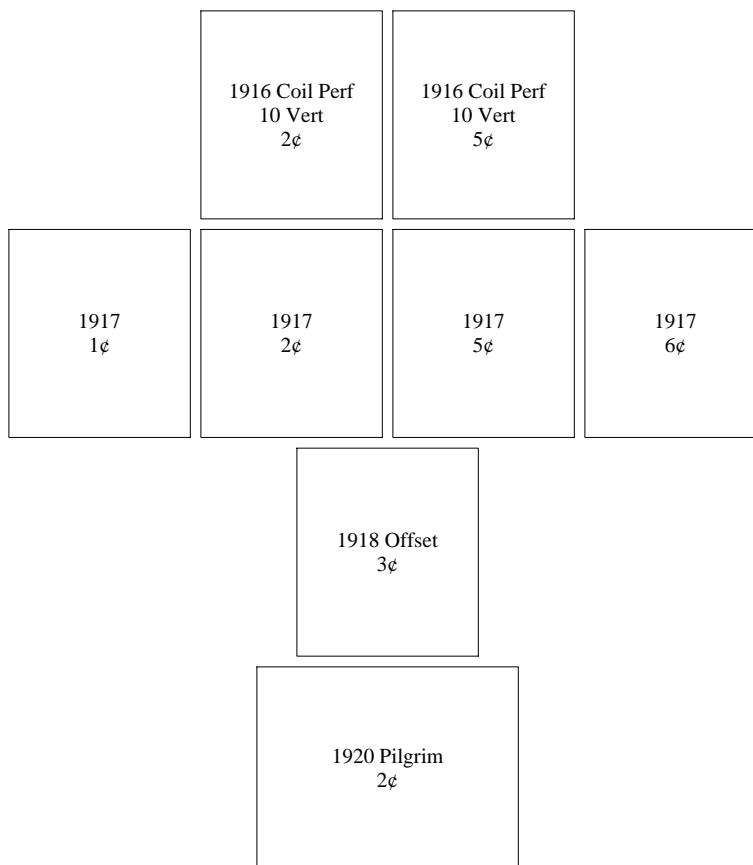 1916 Coil Perf
10 Vert
2¢
1916 Coil Perf
10 Vert
5¢
1917
1¢
1917
2¢
1917
5¢
1917
6¢
1918 Offset
3¢
1920 Pilgrim
2¢